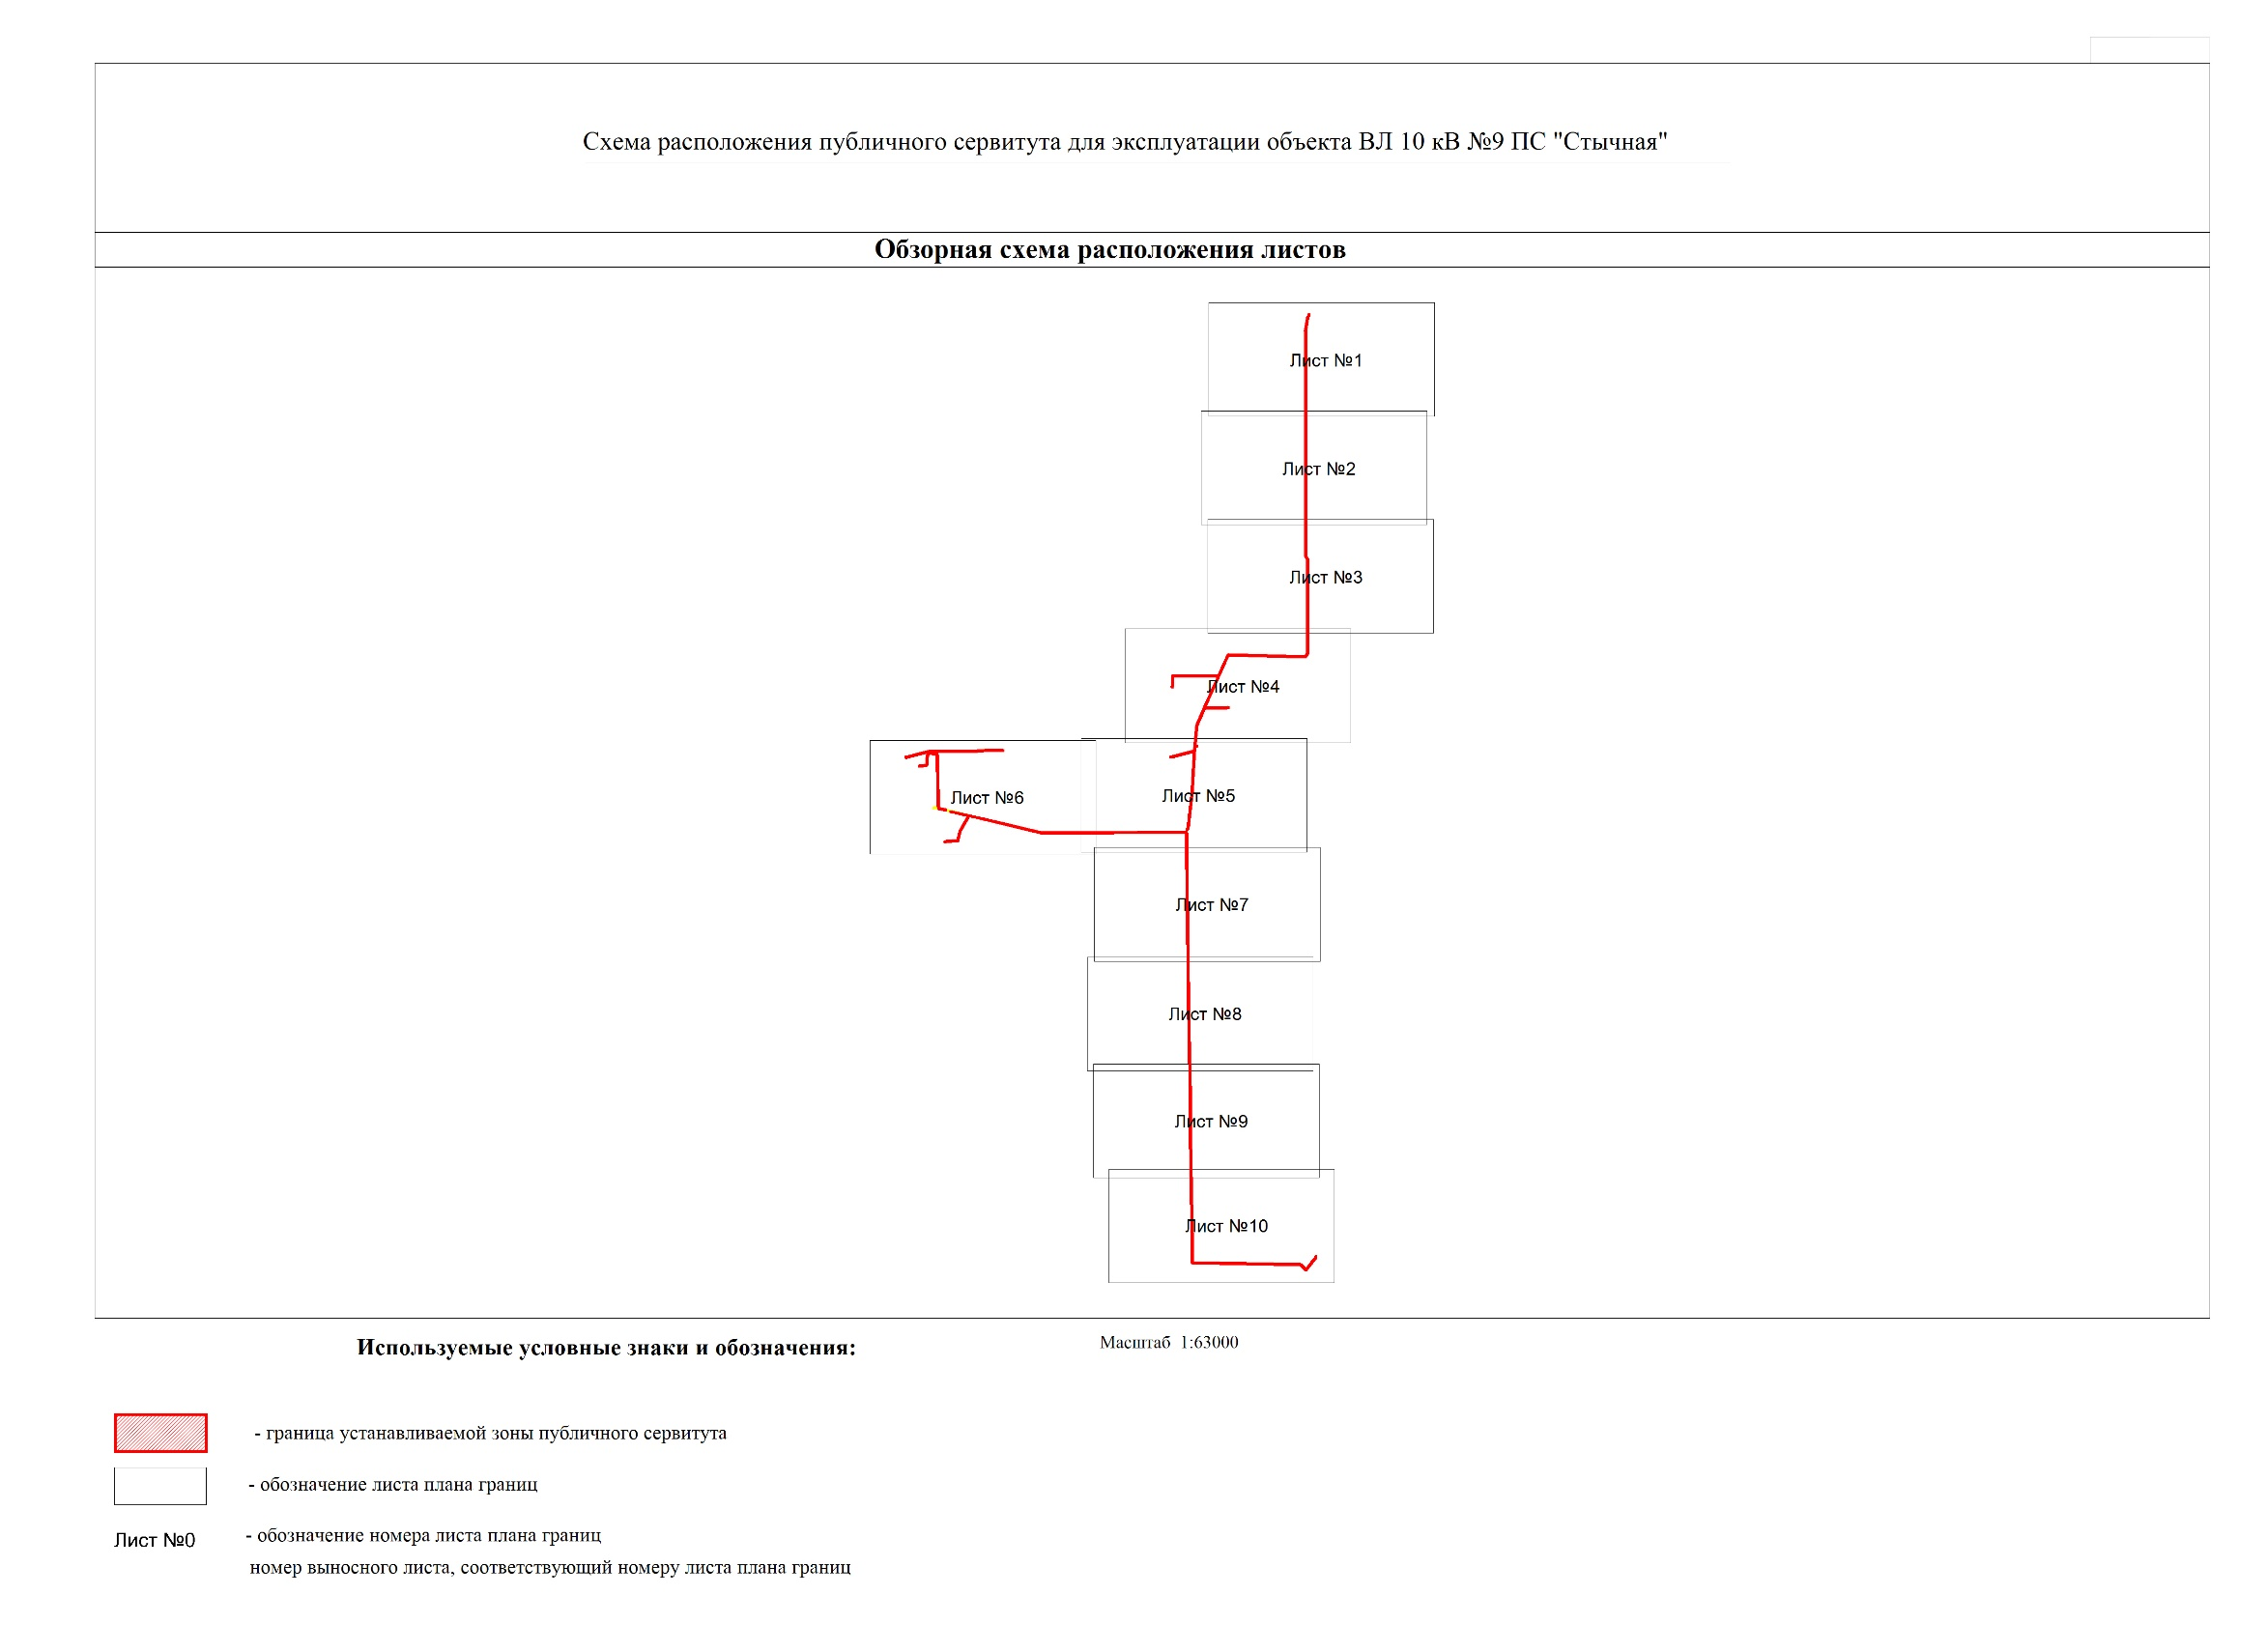 Схема расположения публичного сервитута для эксплуатации объекта ВЛ 10 кВ №9 ПС "Стычная"
Обзорная схема расположения листов
Лист №1
Лист №2
Лист №3
Лист №4
Лист №6
Лист №5
Лист №7
Лист №8
Лист №9
Лист №10
Используемые условные знаки и обозначения:
Масштаб 1:63000
- граница устанавливаемой зоны публичного сервитута
- обозначение листа плана границ
Лист №0
- обозначение номера листа плана границ
номер выносного листа, соответствующий номеру листа плана границ